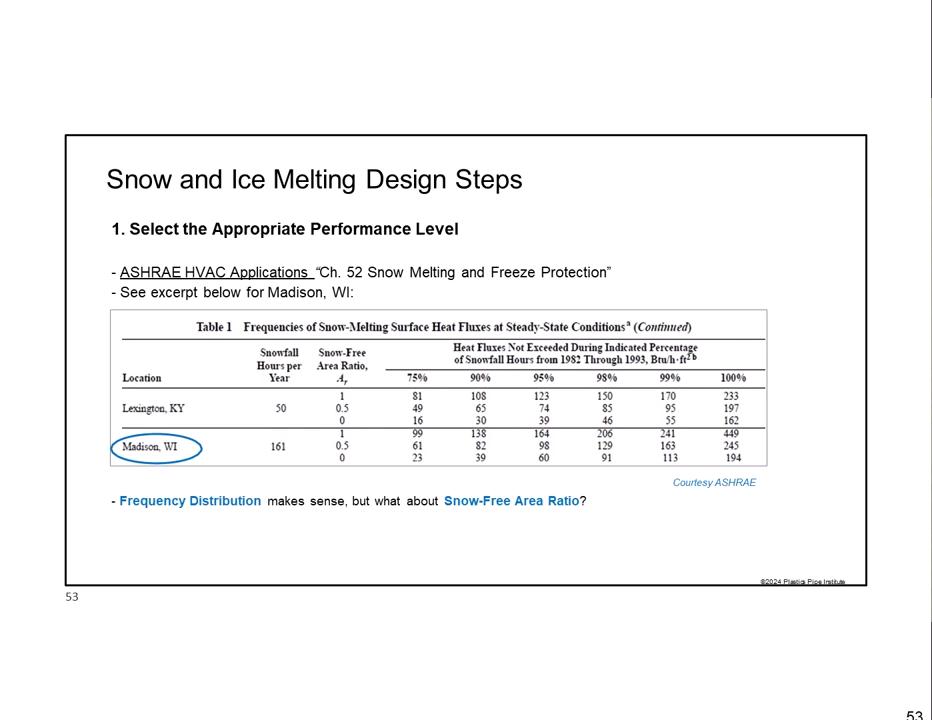 Snow and Ice Melting Design Steps
1. Select the Appropriate Performance Level
- ASHRAE HVAC Applications “Ch. 52 Snow Melting and Freeze Protection”
- See excerpt below for Madison, WI:
Table 1 Frequencies of Snow-Melting Surface Heat Fluxes at Steady-State Conditionsᵃ (Continued)
Location
Snowfall
Hours per
Year
Snow-Free
Area Ratio,
Aᵣ
Heat Fluxes Not Exceeded During Indicated Percentage
of Snowfall Hours from 1982 Through 1993, Btu/h·ft² ᵇ
75% 90% 95% 98% 99% 100%
1 81 108 123 150 170 233
Lexington, KY 50 0.5 49 65 74 85 95 197
0 16 30 39 46 55 162
1 99 138 164 206 241 449
Madison, WI 161 0.5 61 82 98 129 163 245
0 23 39 60 91 113 194
Courtesy ASHRAE
- Frequency Distribution makes sense, but what about Snow-Free Area Ratio?
©2024 Plastics Pipe Institute
53
53